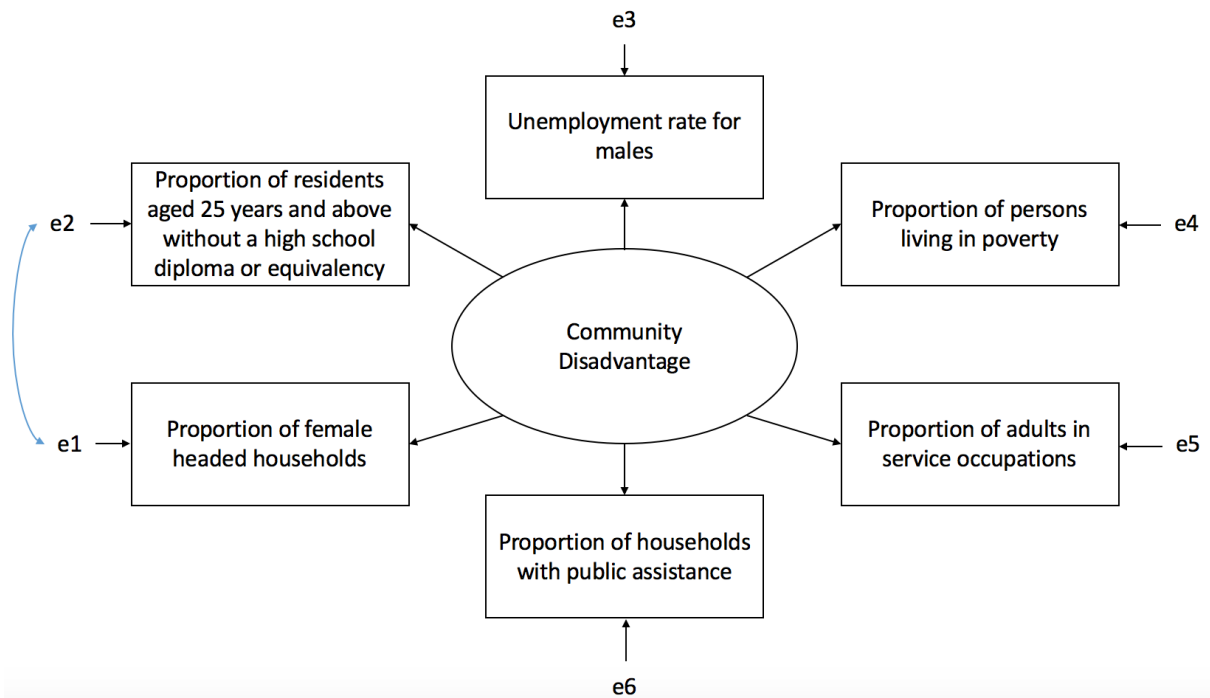 e3
Unemployment rate for
males
Proportion of residents
aged 25 years and above
without a high school
diploma or equivalency
e2
Proportion of persons
living in poverty
e4
Community
Disadvantage
e1
Proportion of female
headed households
Proportion of adults in
service occupations
e5
Proportion of households
with public assistance
e6